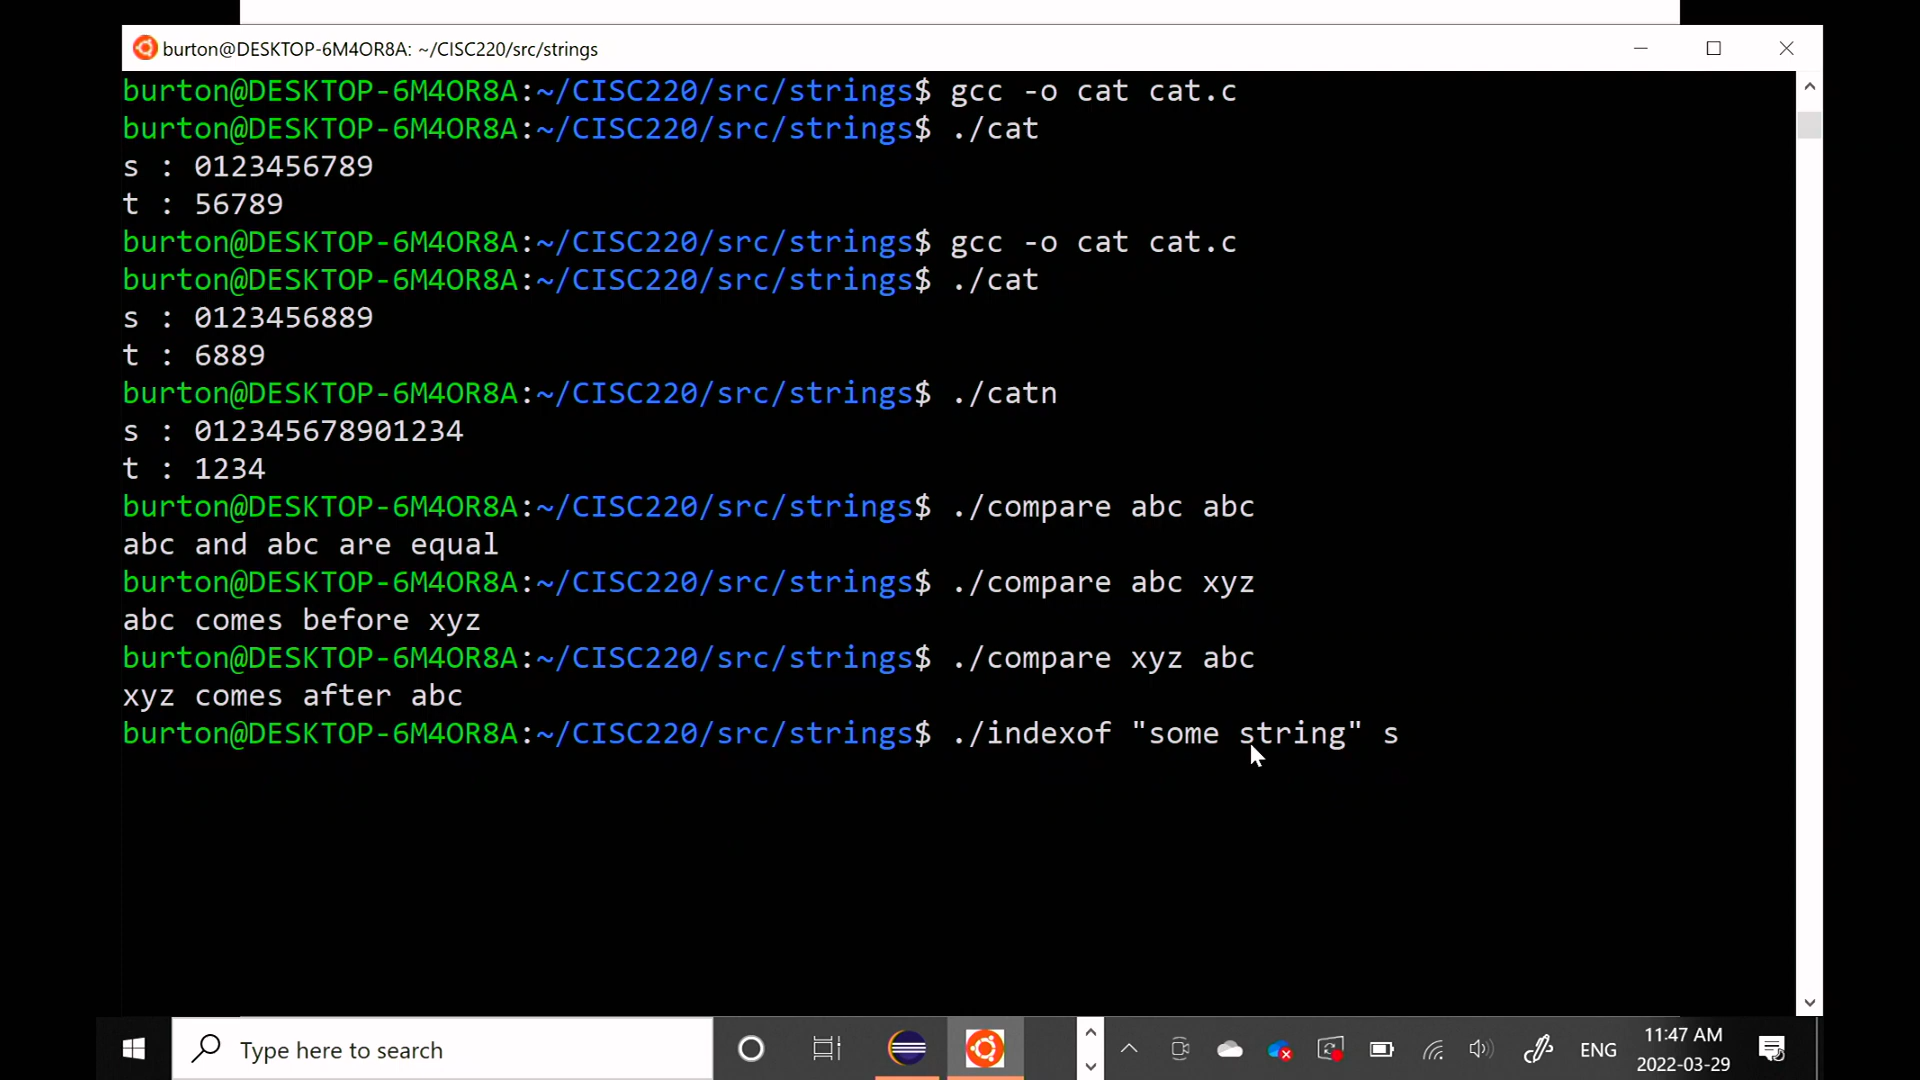 burton@DESKTOP-6M4OR8A: ~/CISC220/src/strings
burton@DESKTOP-6M4OR8A:~/CISC220/src/strings$ gcc -o cat cat.c
burton@DESKTOP-6M4OR8A:~/CISC220/src/strings$ ./cat
s : 0123456789
t : 56789
burton@DESKTOP-6M4OR8A:~/CISC220/src/strings$ gcc -o cat cat.c
burton@DESKTOP-6M4OR8A:~/CISC220/src/strings$ ./cat
s : 0123456889
t : 6889
burton@DESKTOP-6M4OR8A:~/CISC220/src/strings$ ./catn
s : 012345678901234
t : 1234
burton@DESKTOP-6M4OR8A:~/CISC220/src/strings$ ./compare abc abc
abc and abc are equal
burton@DESKTOP-6M4OR8A:~/CISC220/src/strings$ ./compare abc xyz
abc comes before xyz
burton@DESKTOP-6M4OR8A:~/CISC220/src/strings$ ./compare xyz abc
xyz comes after abc
burton@DESKTOP-6M4OR8A:~/CISC220/src/strings$ ./indexof "some string" s
Type here to search
ENG
11:47 AM
2022-03-29